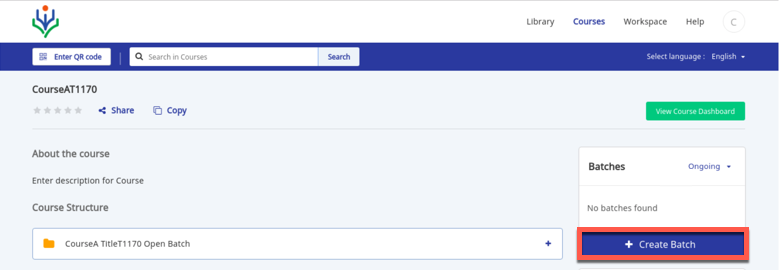 Library Courses Workspace Help C
Enter QR code Search in Courses Search Select language : English
CourseAT1170
Share Copy View Course Dashboard
About the course
Batches Ongoing
Enter description for Course
Course Structure
No batches found
CourseA TitleT1170 Open Batch +
+ Create Batch